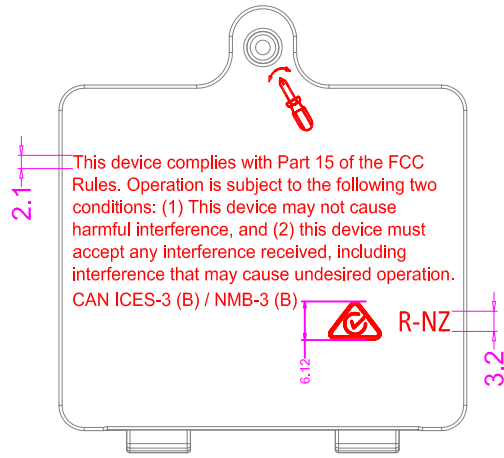 This device complies with Part 15 of the FCC
Rules. Operation is subject to the following two
conditions: (1) This device may not cause
harmful interference, and (2) this device must
accept any interference received, including
interference that may cause undesired operation.
CAN ICES-3 (B) / NMB-3 (B)
R-NZ
2.1
6.12
3.2